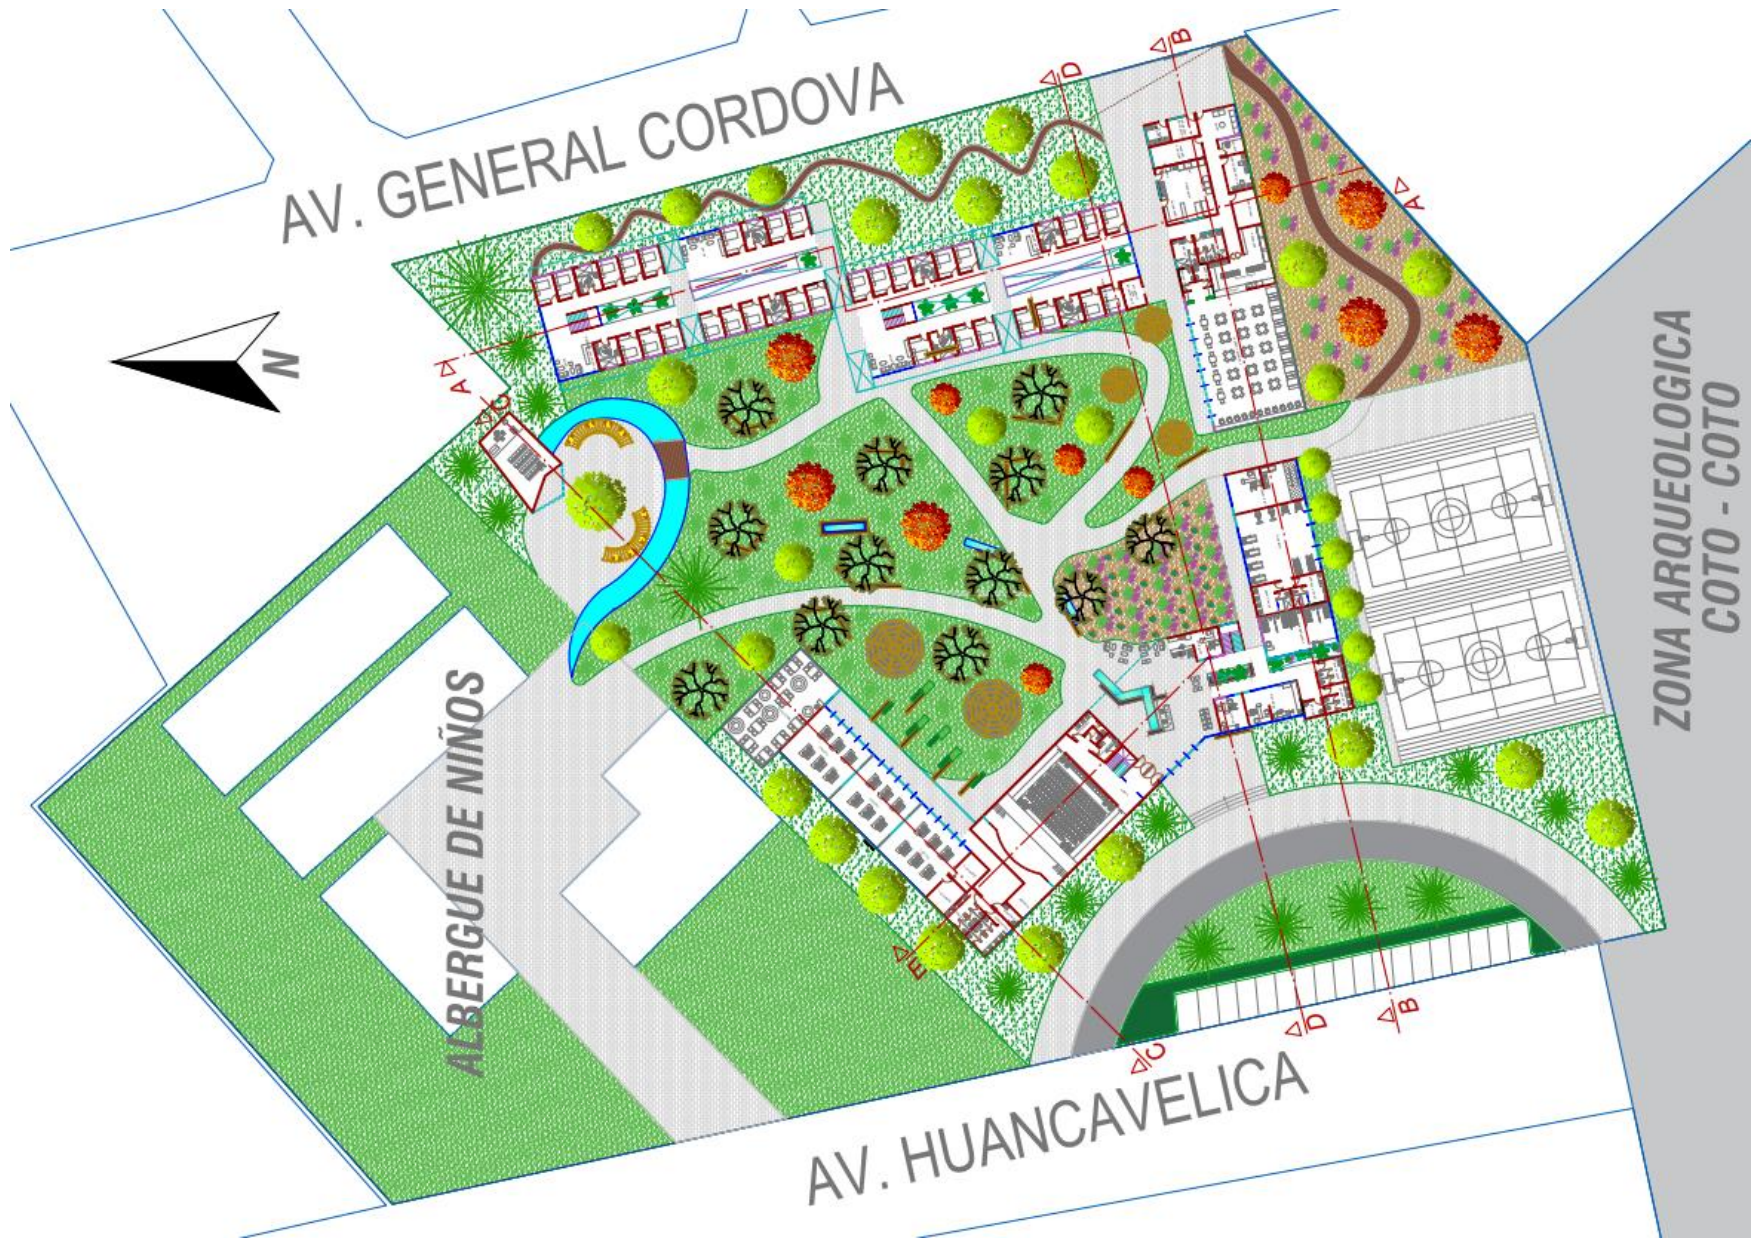 AV. GENERAL CORDOVA
B
D
A
N
A
C
ZONA ARQUEOLOGICA
COTO - COTO
ALBERGUE DE NIÑOS
E
D
B
C
AV. HUANCAVELICA